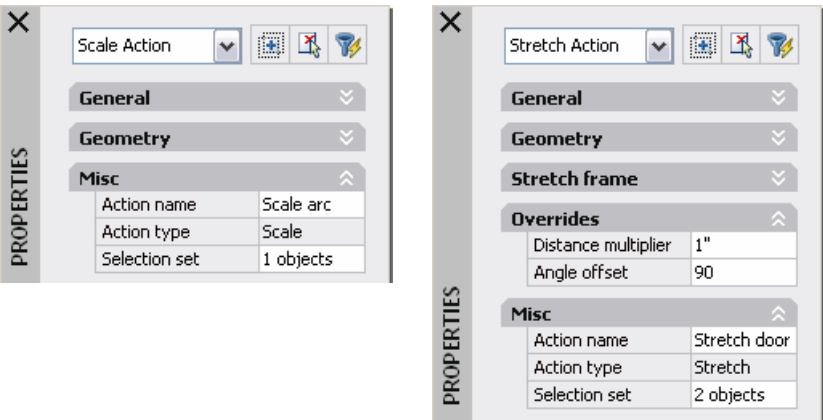 Scale Action
General
Geometry
Misc
Action name Scale arc
Action type Scale
Selection set 1 objects
PROPERTIES
Stretch Action
General
Geometry
Stretch frame
Overrides
Distance multiplier 1"
Angle offset 90
Misc
Action name Stretch door
Action type Stretch
Selection set 2 objects
PROPERTIES